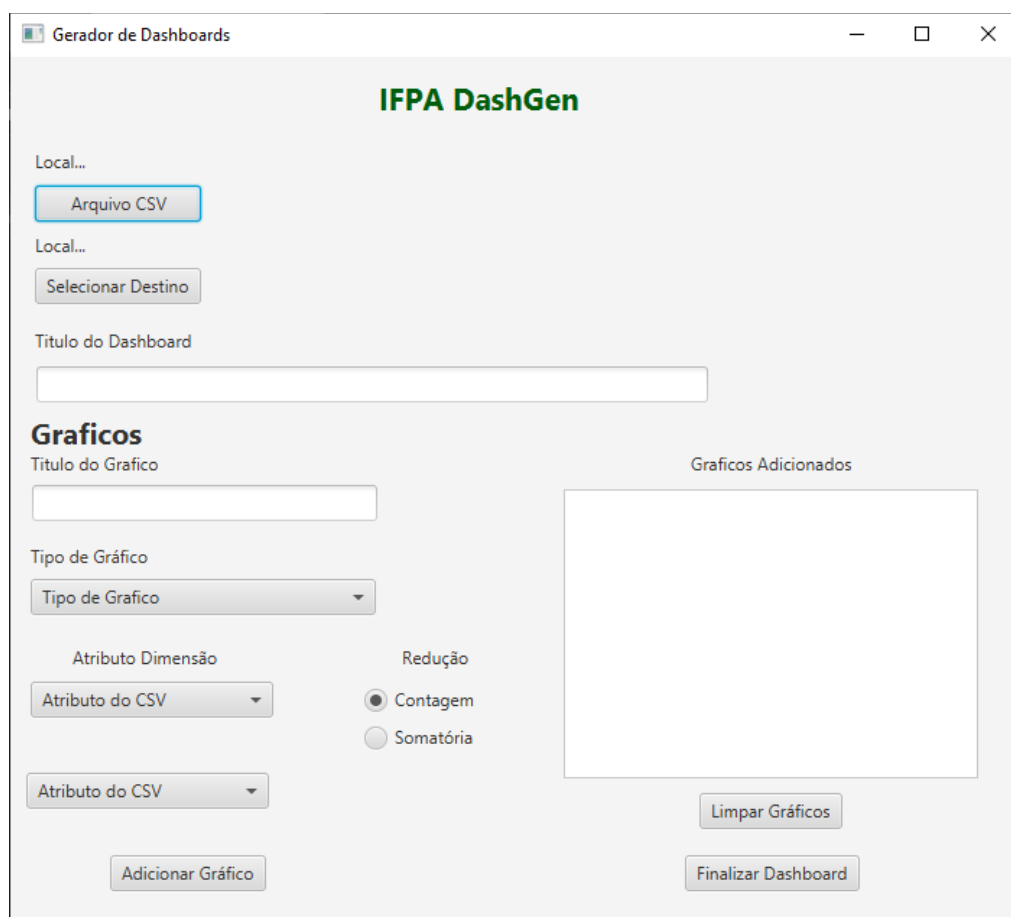 Gerador de Dashboards
IFPA DashGen
Local...
Arquivo CSV
Local...
Selecionar Destino
Titulo do Dashboard
Graficos
Titulo do Grafico
Graficos Adicionados
Tipo de Gráfico
Tipo de Grafico
Atributo Dimensão
Redução
Atributo do CSV
Contagem
Somatória
Atributo do CSV
Limpar Gráficos
Adicionar Gráfico
Finalizar Dashboard